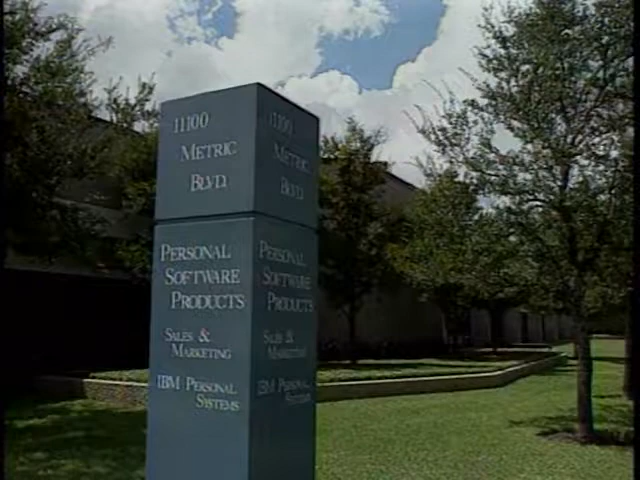 11100
METRIC
BLVD.
PERSONAL
SOFTWARE
PRODUCTS
SALES &
MARKETING
IBM PERSONAL
SYSTEMS
11100
METRIC
BLVD.
PERSONAL
SOFTWARE
PRODUCTS
SALES &
MARKETING
IBM PERSONAL
SYSTEMS